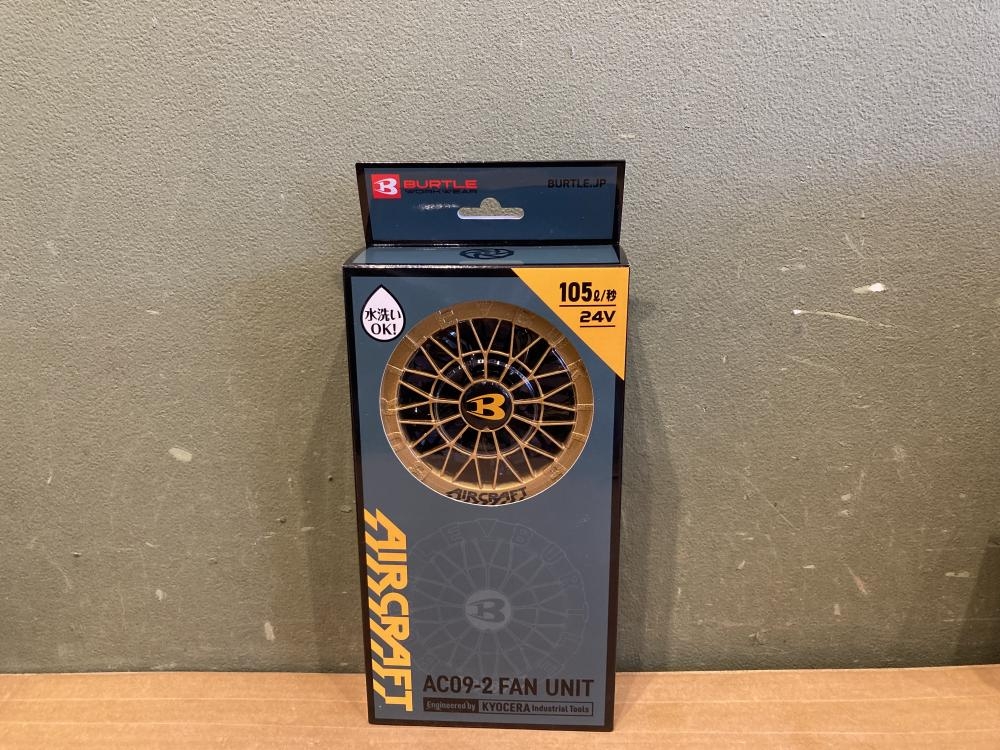 BURTLE
WORKWEAR
BURTLE.JP
水洗い
OK!
105ℓ/秒
24V
B
AIRCRAFT
AIRCRAFT
B
AC09-2 FAN UNIT
Engineered by KYOCERA Industrial Tools